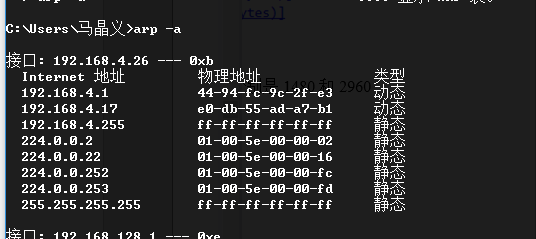 C:\Users\马晶义>arp -a
ytes)]
接口: 192.168.4.26 --- 0xb
Internet 地址 物理地址 类型
192.168.4.1 44-94-fc-9c-2f-e3 动态
1480 和 2960
192.168.4.17 e0-db-55-ad-a7-b1 动态
192.168.4.255 ff-ff-ff-ff-ff-ff 静态
224.0.0.2 01-00-5e-00-00-02 静态
224.0.0.22 01-00-5e-00-00-16 静态
224.0.0.252 01-00-5e-00-00-fc 静态
224.0.0.253 01-00-5e-00-00-fd 静态
255.255.255.255 ff-ff-ff-ff-ff-ff 静态
接口: 192.168.128.1 --- 0xe